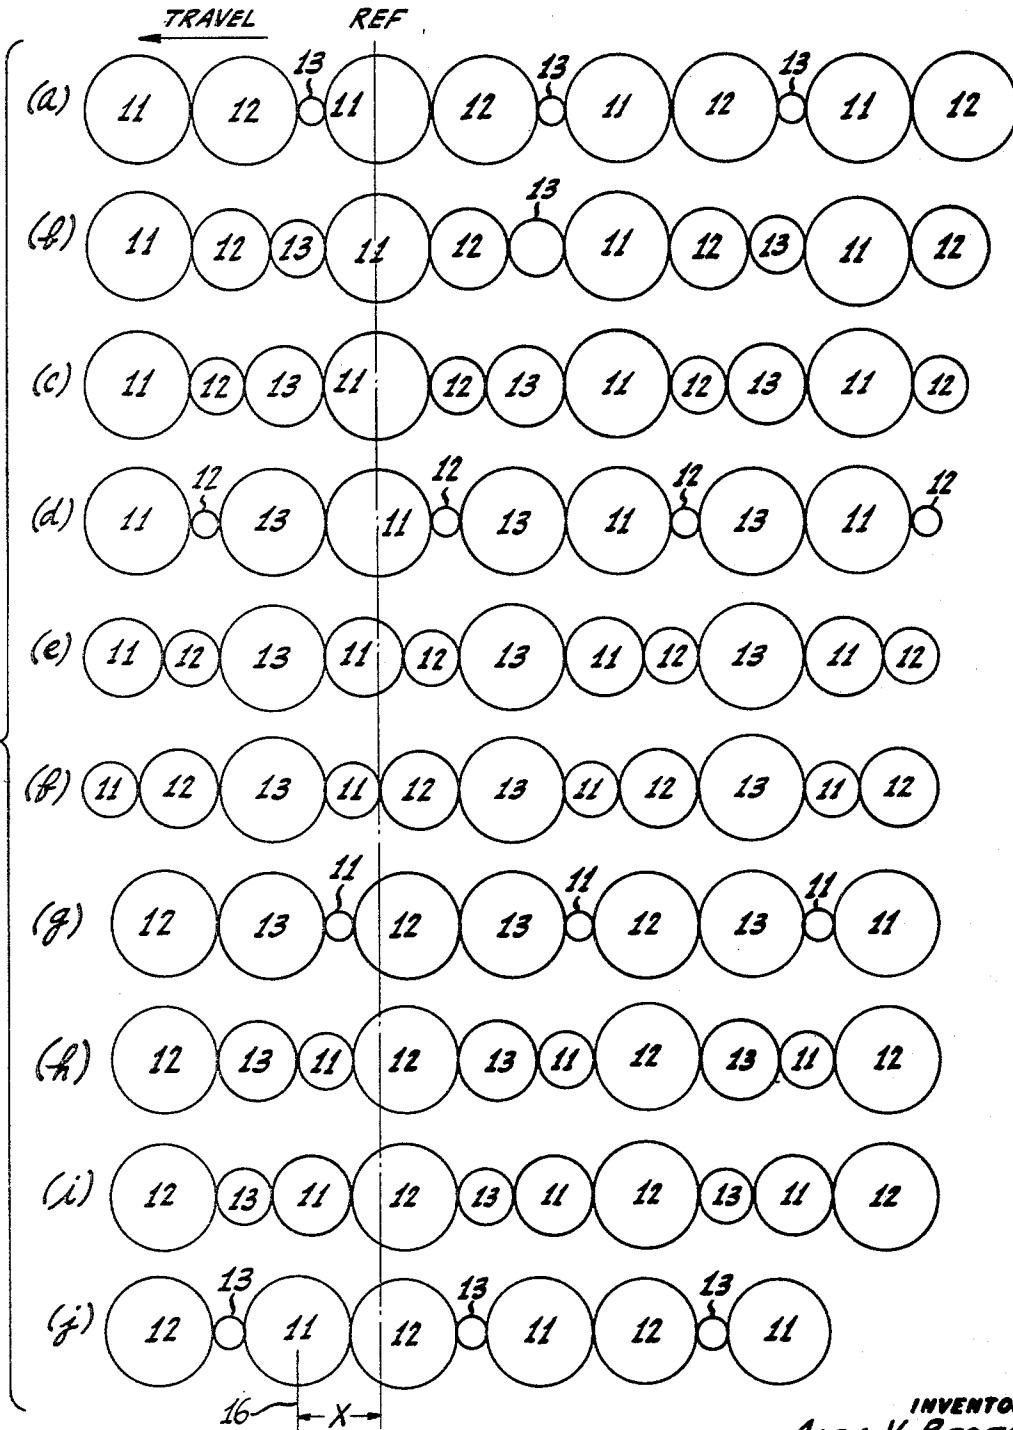 TRAVEL REF
13 13 13
(a) 11 12 11 12 11 12 11 12
13
(b) 11 12 13 11 12 11 12 13 11 12
(c) 11 12 13 11 12 13 11 12 13 11 12
12 12 12 12
(d) 11 13 11 13 11 13 11
(e) 11 12 13 11 12 13 11 12 13 11 12
(f) 11 12 13 11 12 13 11 12 13 11 12
11 11 11
(g) 12 13 12 13 12 13 11
(h) 12 13 11 12 13 11 12 13 11 12
(i) 12 13 11 12 13 11 12 13 11 12
13 13 13
(j) 12 11 12 11 12 11
16 X
INVENTO